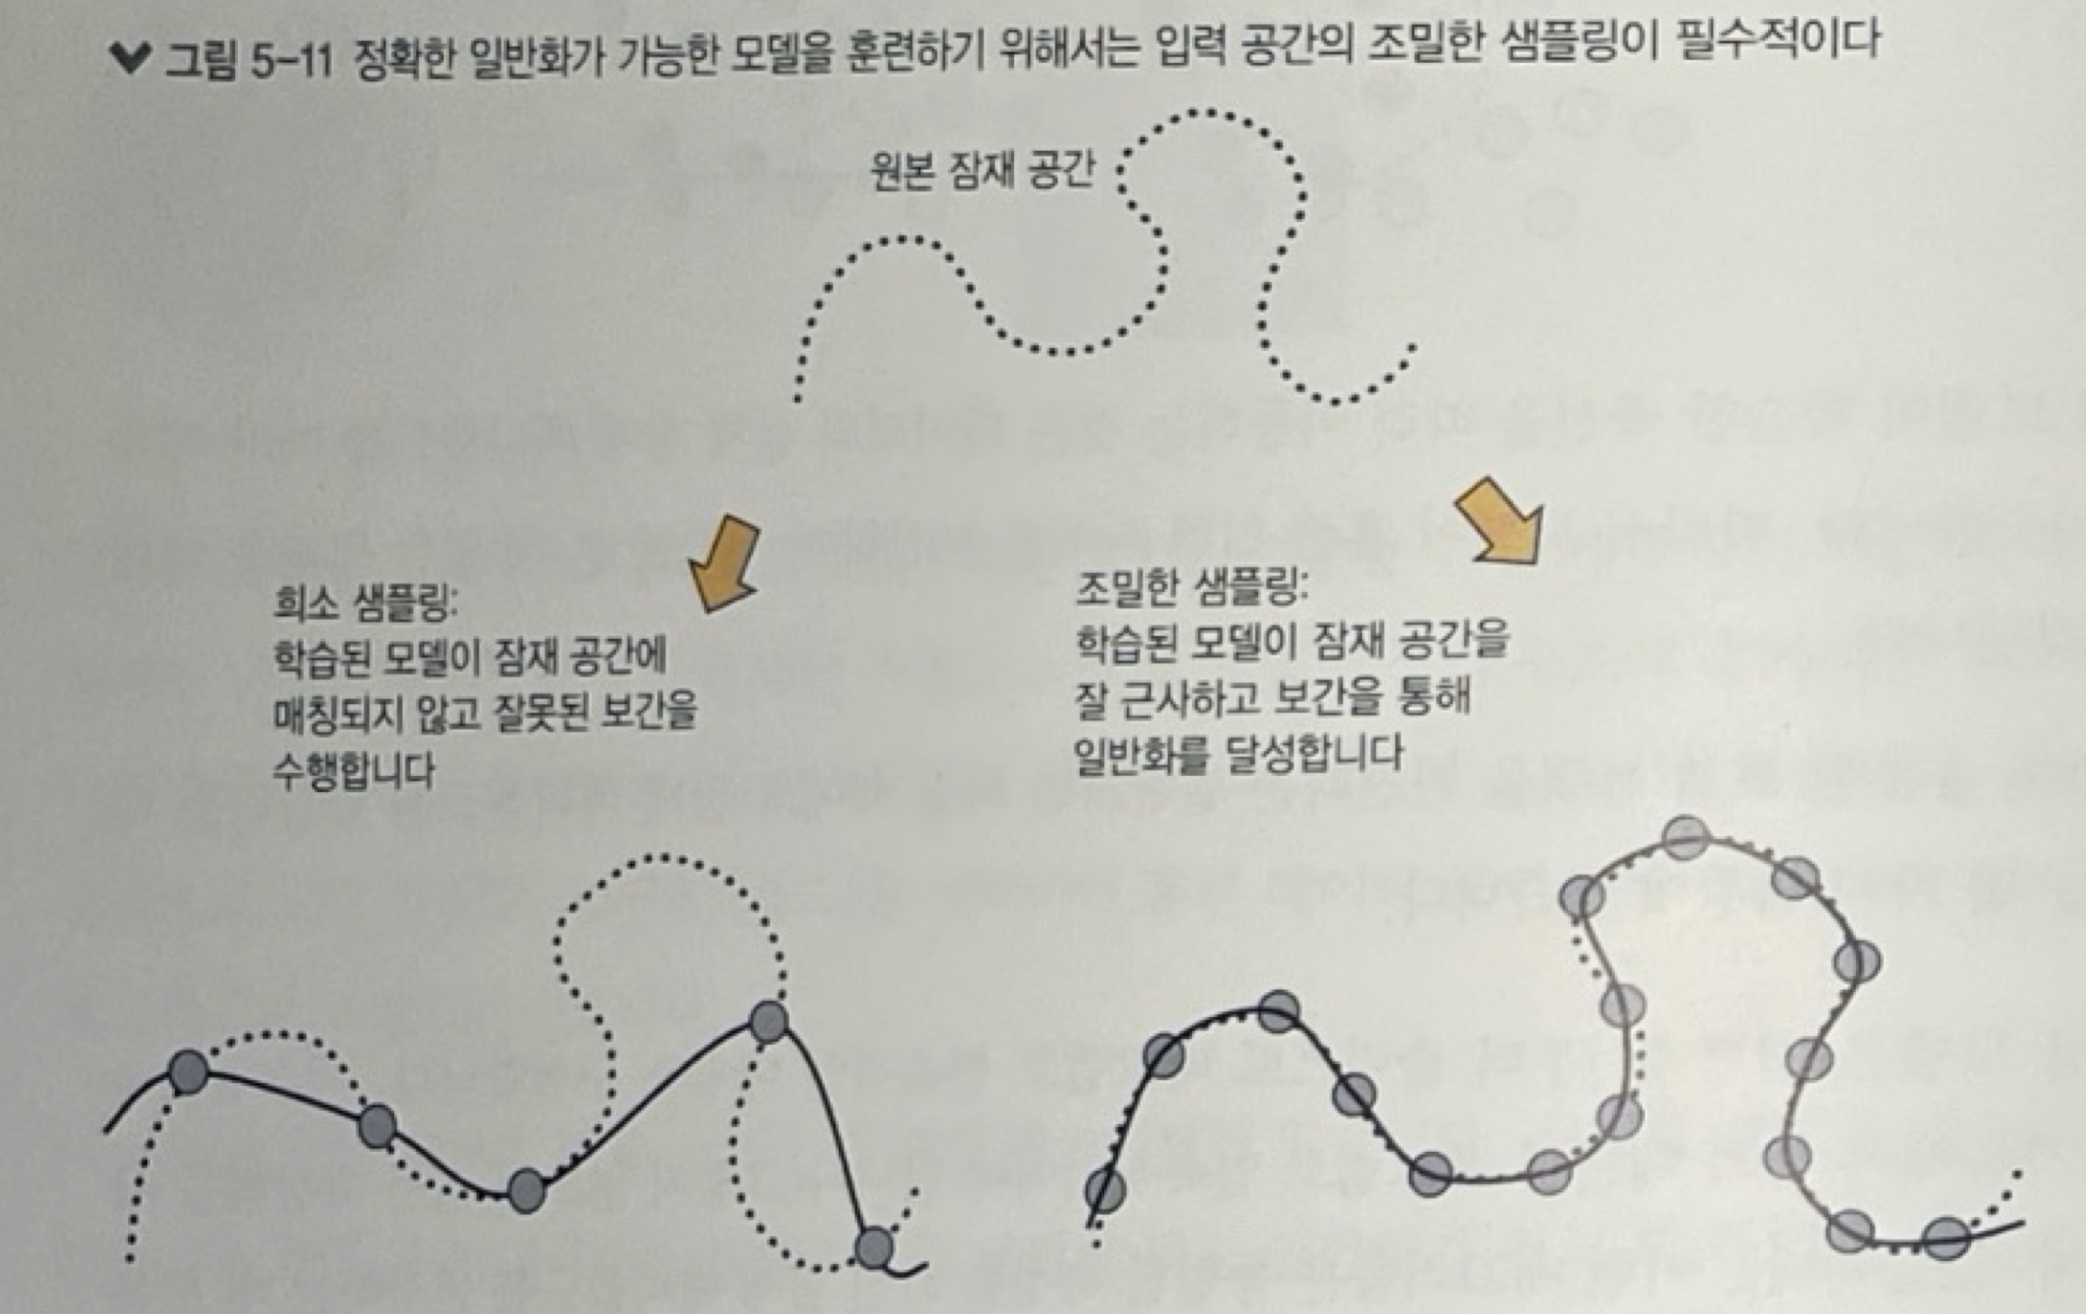 그림 5-11 정확한 일반화가 가능한 모델을 훈련하기 위해서는 입력 공간의 조밀한 샘플링이 필수적이다
원본 잠재 공간
희소 샘플링:
학습된 모델이 잠재 공간에
매칭되지 않고 잘못된 보간을
수행합니다
조밀한 샘플링:
학습된 모델이 잠재 공간을
잘 근사하고 보간을 통해
일반화를 달성합니다